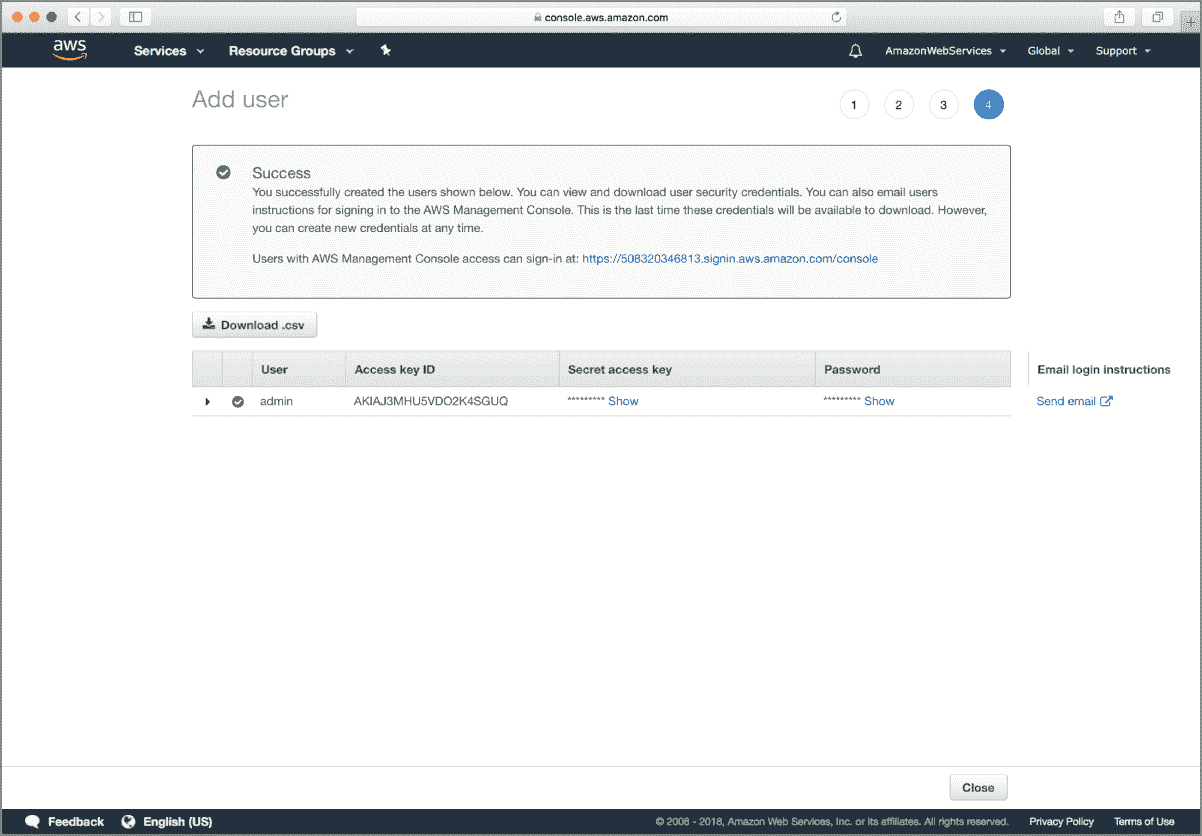 console.aws.amazon.com
aws Services Resource Groups AmazonWebServices Global Support
Add user 1 2 3 4
Success
You successfully created the users shown below. You can view and download user security credentials. You can also email users
instructions for signing in to the AWS Management Console. This is the last time these credentials will be available to download. However,
you can create new credentials at any time.
Users with AWS Management Console access can sign-in at: https://508320346813.signin.aws.amazon.com/console
Download .csv
User Access key ID Secret access key Password Email login instructions
admin AKIAJ3MHU5VDO2K4SGUQ ********* Show ********* Show Send email
Close
Feedback English (US) © 2008 - 2018, Amazon Web Services, Inc. or its affiliates. All rights reserved. Privacy Policy Terms of Use